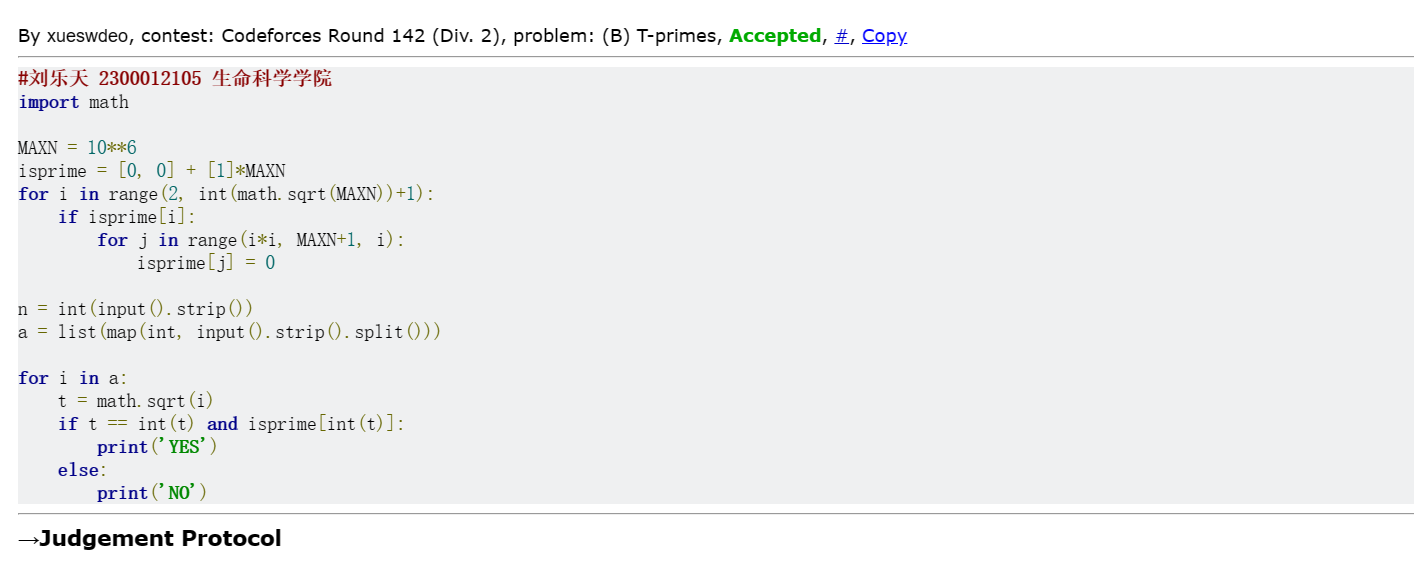 By xueswdeo, contest: Codeforces Round 142 (Div. 2), problem: (B) T-primes, Accepted, #, Copy
#刘乐天 2300012105 生命科学学院
import math

MAXN = 10**6
isprime = [0, 0] + [1]*MAXN
for i in range(2, int(math.sqrt(MAXN))+1):
    if isprime[i]:
        for j in range(i*i, MAXN+1, i):
            isprime[j] = 0

n = int(input().strip())
a = list(map(int, input().strip().split()))

for i in a:
    t = math.sqrt(i)
    if t == int(t) and isprime[int(t)]:
        print('YES')
    else:
        print('NO')
→Judgement Protocol